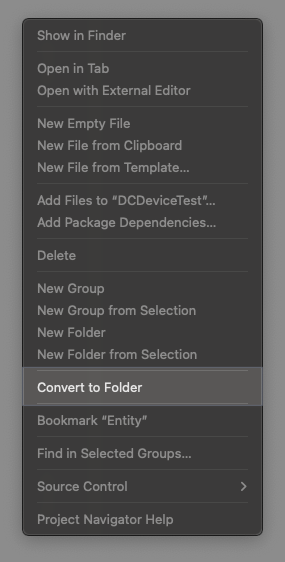 Show in Finder
Open in Tab
Open with External Editor
New Empty File
New File from Clipboard
New File from Template...
Add Files to “DCDeviceTest”...
Add Package Dependencies...
Delete
New Group
New Group from Selection
New Folder
New Folder from Selection
Convert to Folder
Bookmark “Entity”
Find in Selected Groups...
Source Control
Project Navigator Help